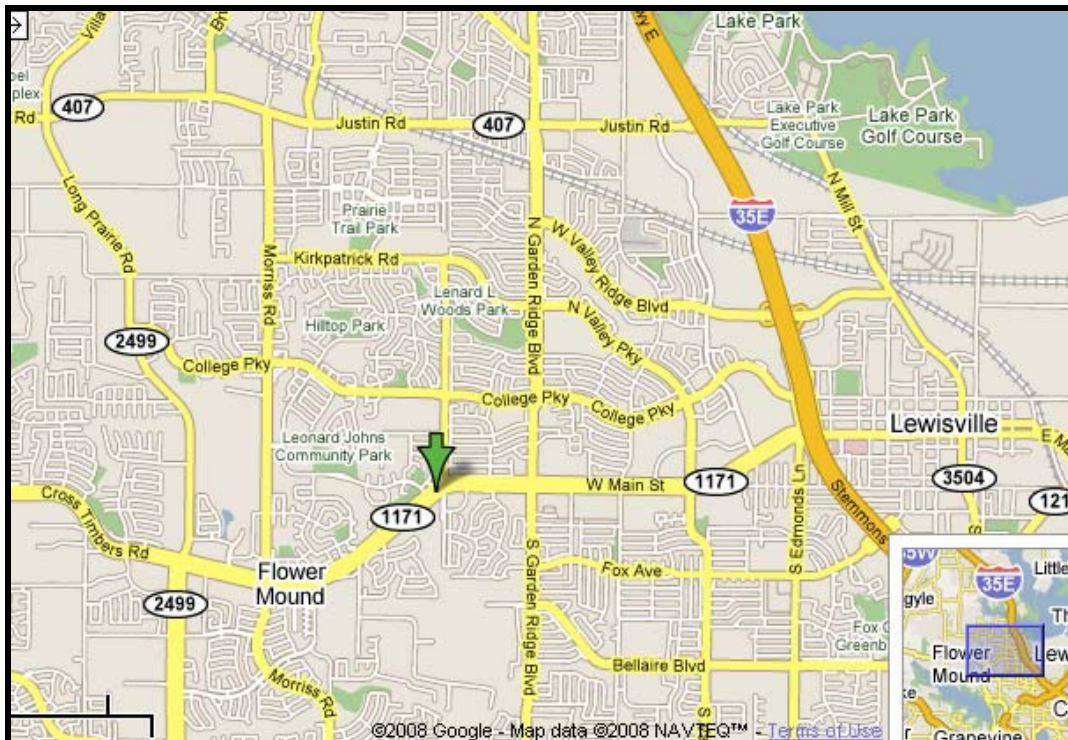 Lake Park
Lake Park
Executive
Golf Course
Lake Park
Golf Course
407
Rd
Justin Rd
407
Justin Rd
N Mill St
35E
Long Prairie Rd
Prairie
Trail Park
Morriss Rd
Kirkpatrick Rd
N Garden Ridge Blvd
W Valley Ridge Blvd
Lenard L
Woods Park
Hilltop Park
N Valley Pky
2499
College Pky
College Pky
College Pky
Lewisville
Leonard Johns
Community Park
W Main St
1171
3504
121
Cross Timbers Rd
1171
S Edmonds Ln
Stemmons
Flower
Mound
2499
S Garden Ridge Blvd
Fox Ave
Bellaire Blvd
Morriss Rd
35E
Flower
Mound
Grapevine
©2008 Google - Map data ©2008 NAVTEQ™ - Terms of Use